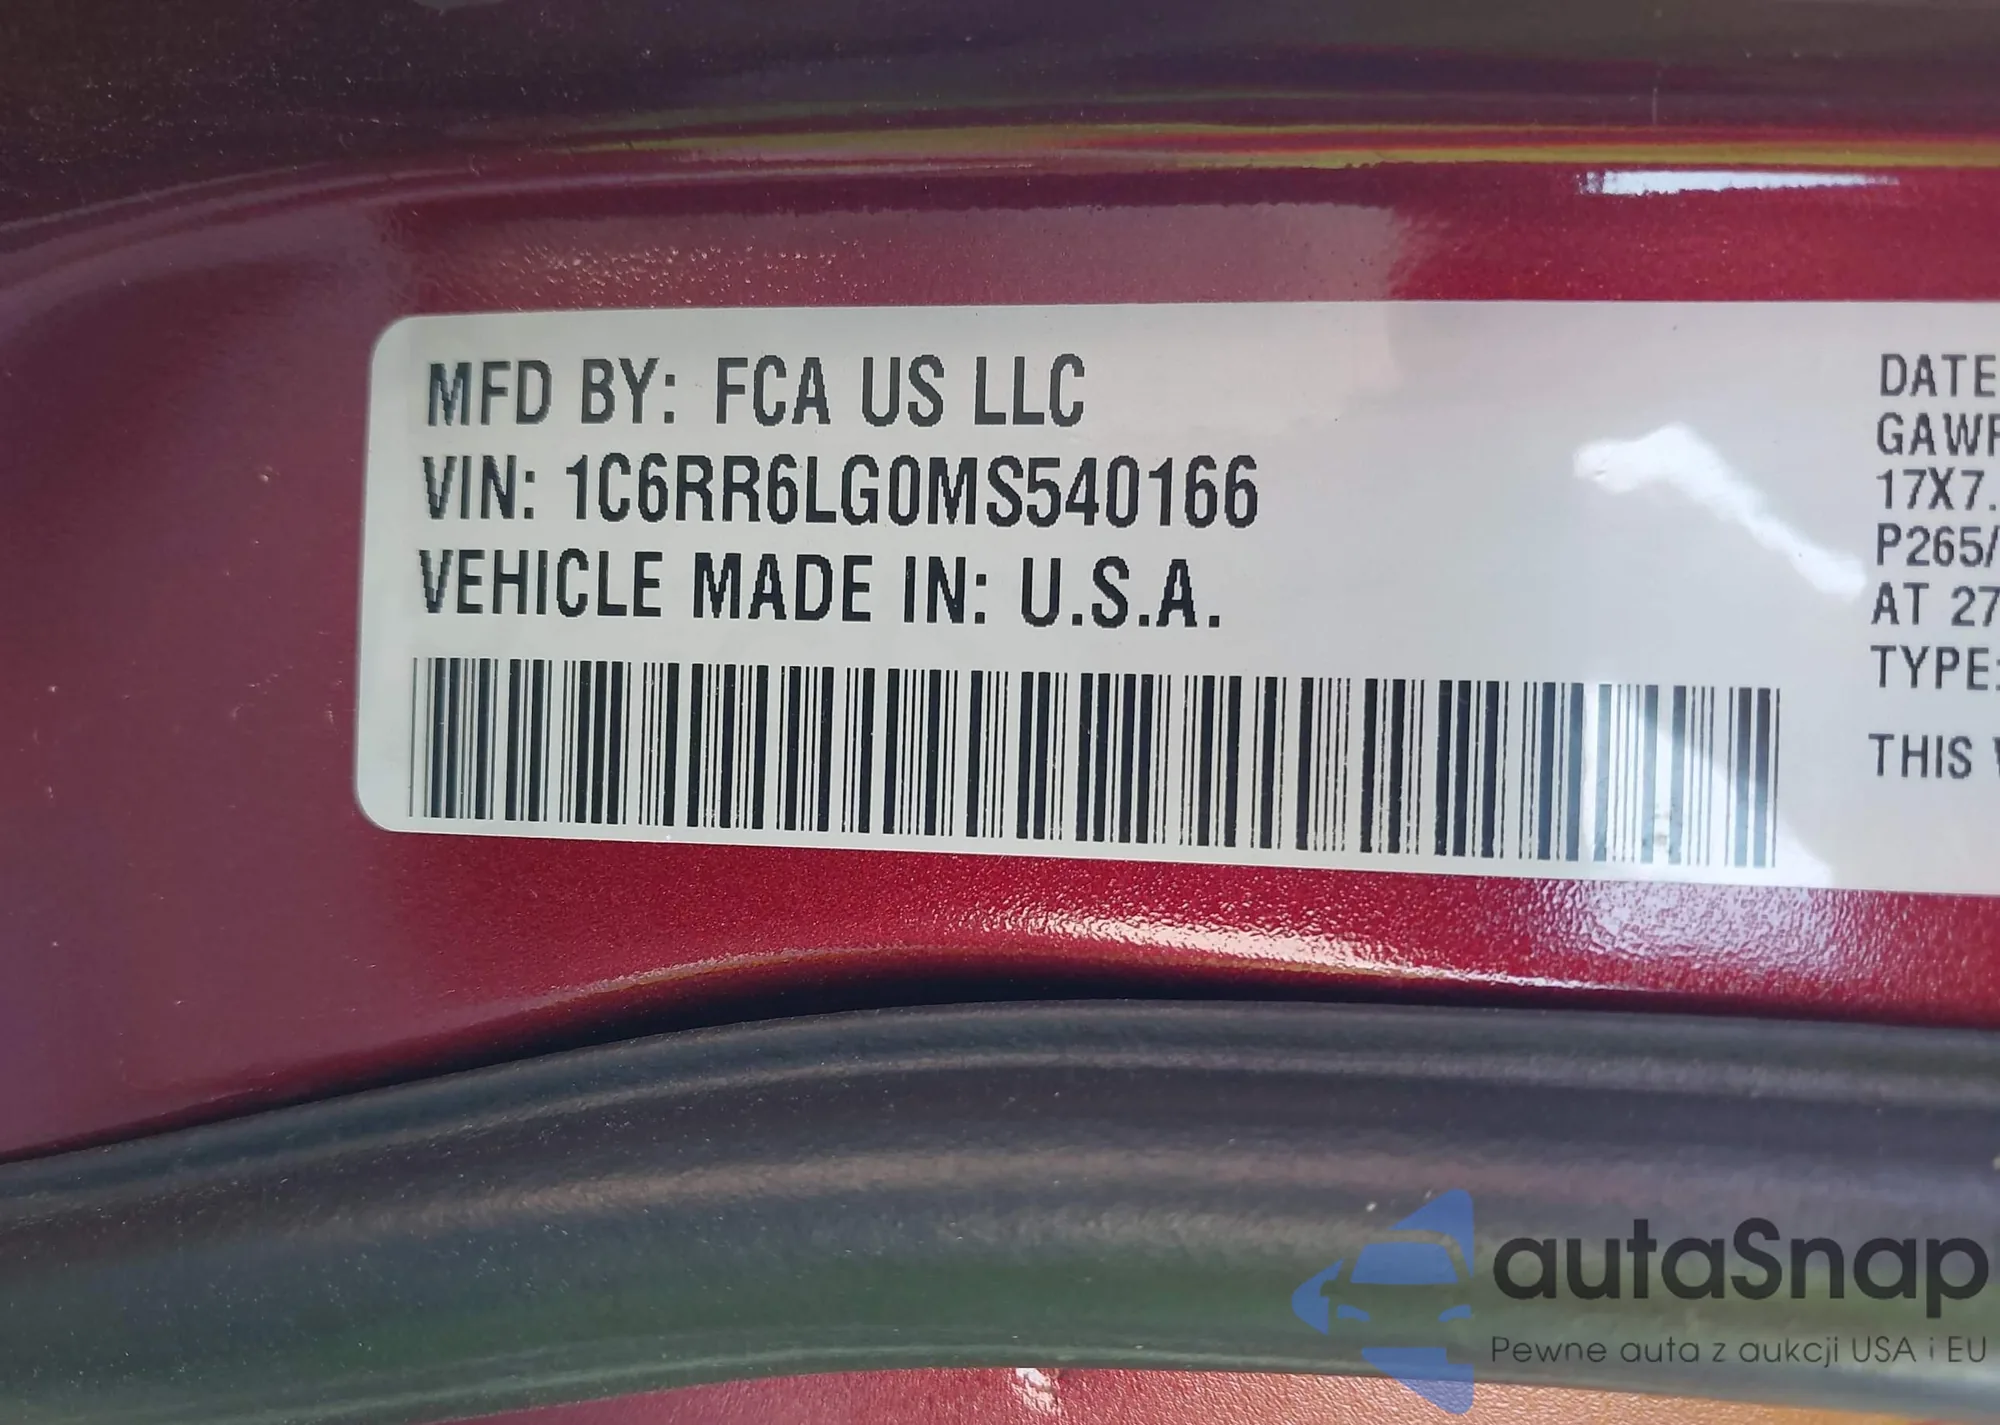 MFD BY: FCA US LLC
VIN: 1C6RR6LG0MS540166
VEHICLE MADE IN: U.S.A.
DATE
GAWR
17X7.
P265/
AT 27
TYPE:
THIS
autaSnap
Pewne auta z aukcji USA i EU